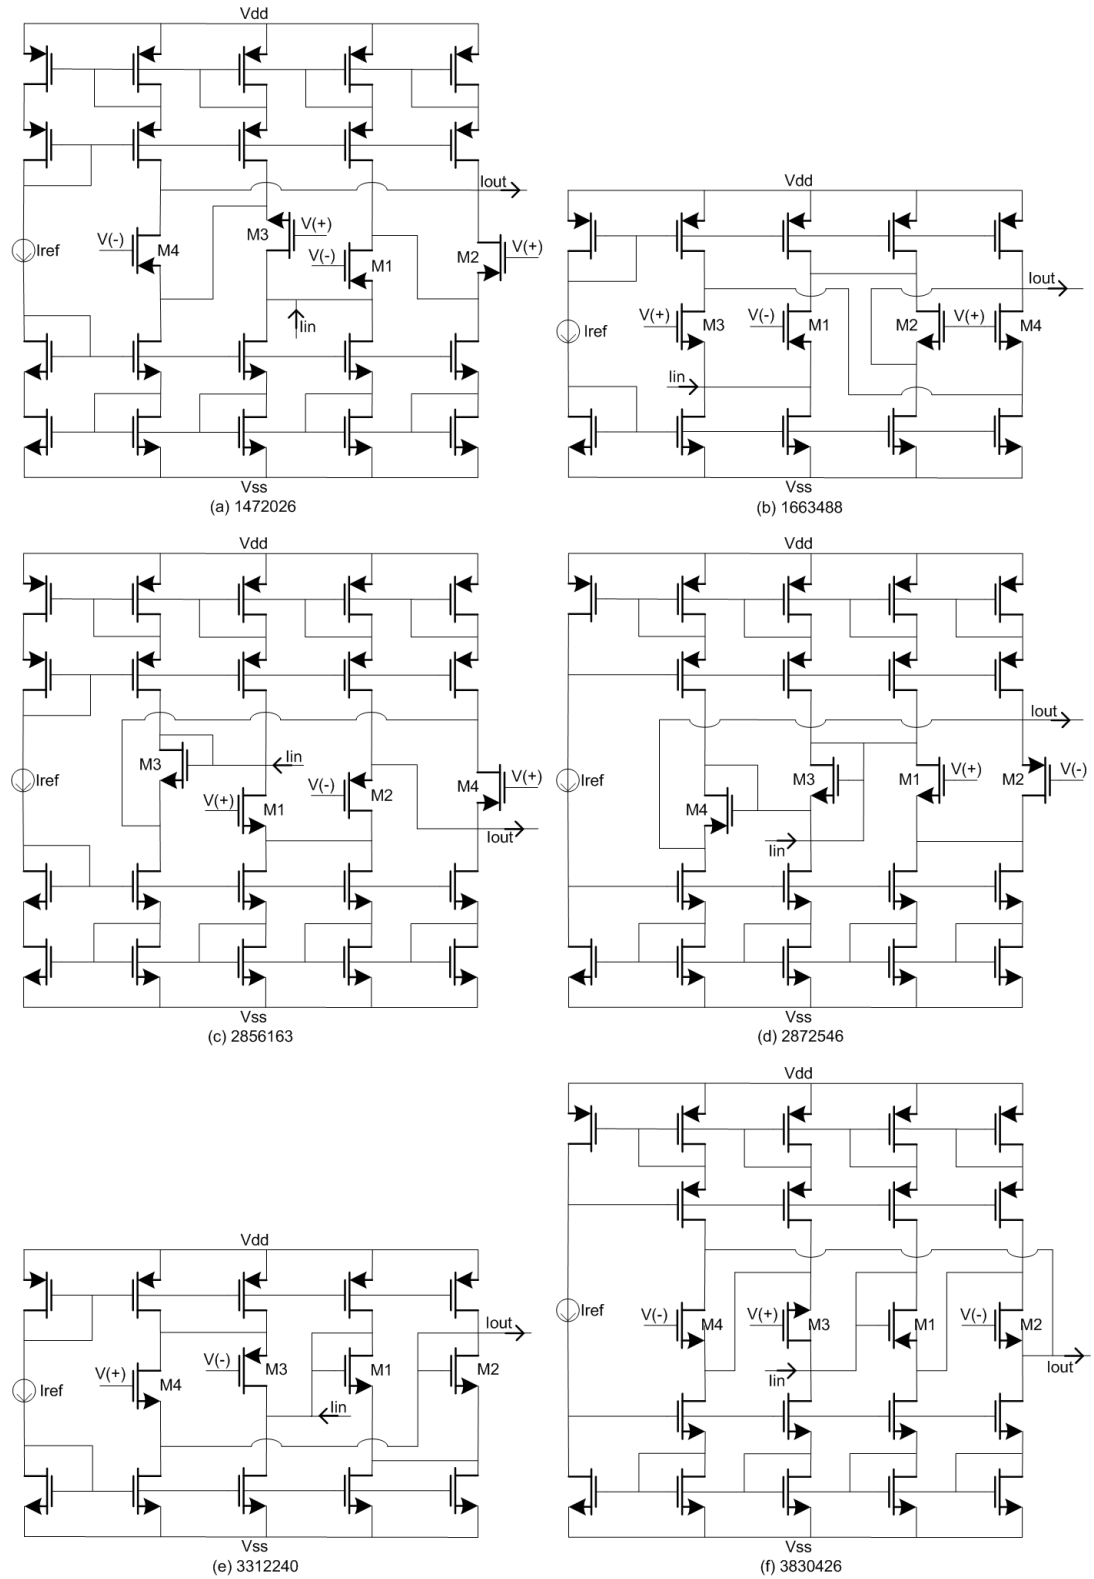 Vdd
Iout
V(-)
M4
M3
V(+)
V(-)
M1
M2
V(+)
Iref
Iin
Vss
(a) 1472026
Vdd
Iout
V(+)
M3
V(-)
M1
M2
V(+)
M4
Iref
Iin
Vss
(b) 1663488
Vdd
M3
Iin
Iref
V(+)
M1
V(-)
M2
M4
V(+)
Iout
Vss
(c) 2856163
Vdd
Iout
Iref
M4
M3
M1
V(+)
M2
V(-)
Iin
Vss
(d) 2872546
Vdd
Iout
V(+)
M4
V(-)
M3
M1
M2
Iref
Iin
Vss
(e) 3312240
Vdd
Iref
V(-)
M4
V(+)
M3
M1
V(-)
M2
Iin
Iout
Vss
(f) 3830426